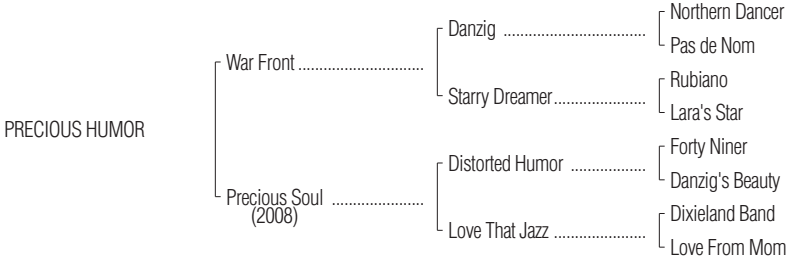 Northern Dancer
Danzig ..................................
Pas de Nom
War Front ..............................
Rubiano
Starry Dreamer......................
Lara's Star
PRECIOUS HUMOR
Forty Niner
Distorted Humor ..................
Danzig's Beauty
Precious Soul ......................
(2008)
Dixieland Band
Love That Jazz ......................
Love From Mom